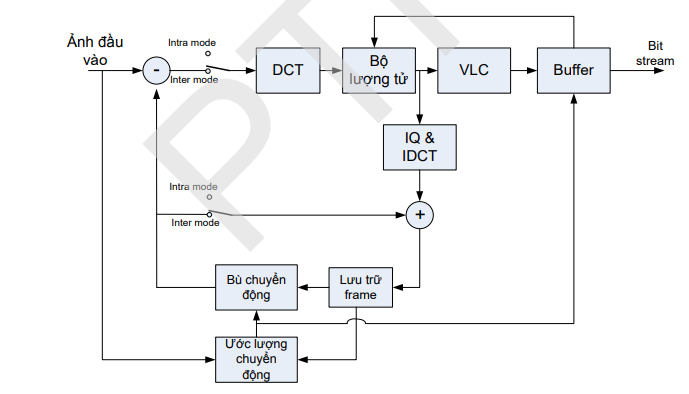 Ảnh đầu
vào
Intra mode
-
Inter mode
DCT
Bộ
lượng tử
VLC
Buffer
Bit
stream
IQ &
IDCT
Intra mode
Inter mode
+
Bù chuyển
động
Lưu trữ
frame
Ước lượng
chuyển
động